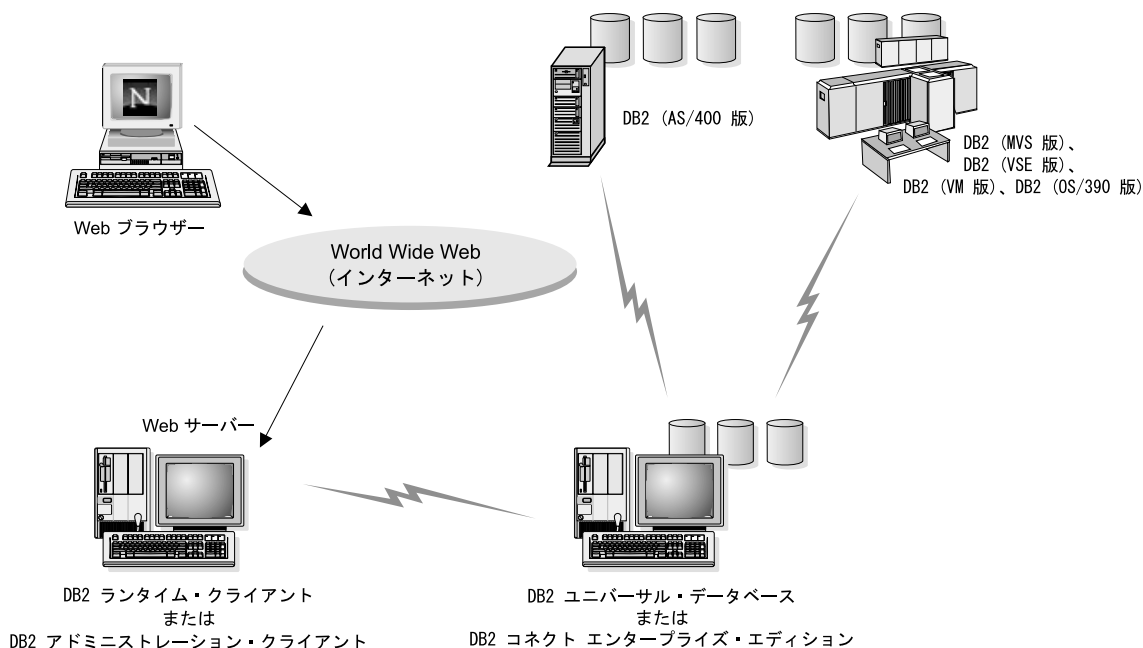 N
Web ブラウザー
DB2 (AS/400 版)
DB2 (MVS 版)、
DB2 (VSE 版)、
DB2 (VM 版)、DB2 (OS/390 版)
World Wide Web
(インターネット)
Web サーバー
DB2 ランタイム・クライアント
または
DB2 アドミニストレーション・クライアント
DB2 ユニバーサル・データベース
または
DB2 コネクト エンタープライズ・エディション